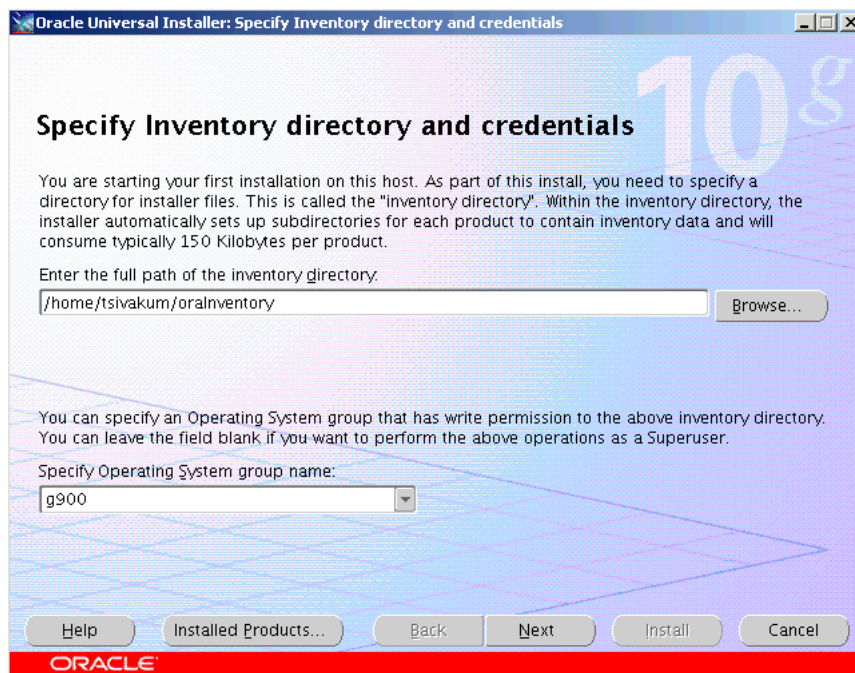 Oracle Universal Installer: Specify Inventory directory and credentials
10g
Specify Inventory directory and credentials
You are starting your first installation on this host. As part of this install, you need to specify a
directory for installer files. This is called the "inventory directory". Within the inventory directory, the
installer automatically sets up subdirectories for each product to contain inventory data and will
consume typically 150 Kilobytes per product.
Enter the full path of the inventory directory:
/home/tsivakum/oraInventory
Browse...
You can specify an Operating System group that has write permission to the above inventory directory.
You can leave the field blank if you want to perform the above operations as a Superuser.
Specify Operating System group name:
g900
Help Installed Products... Back Next Install Cancel
ORACLE